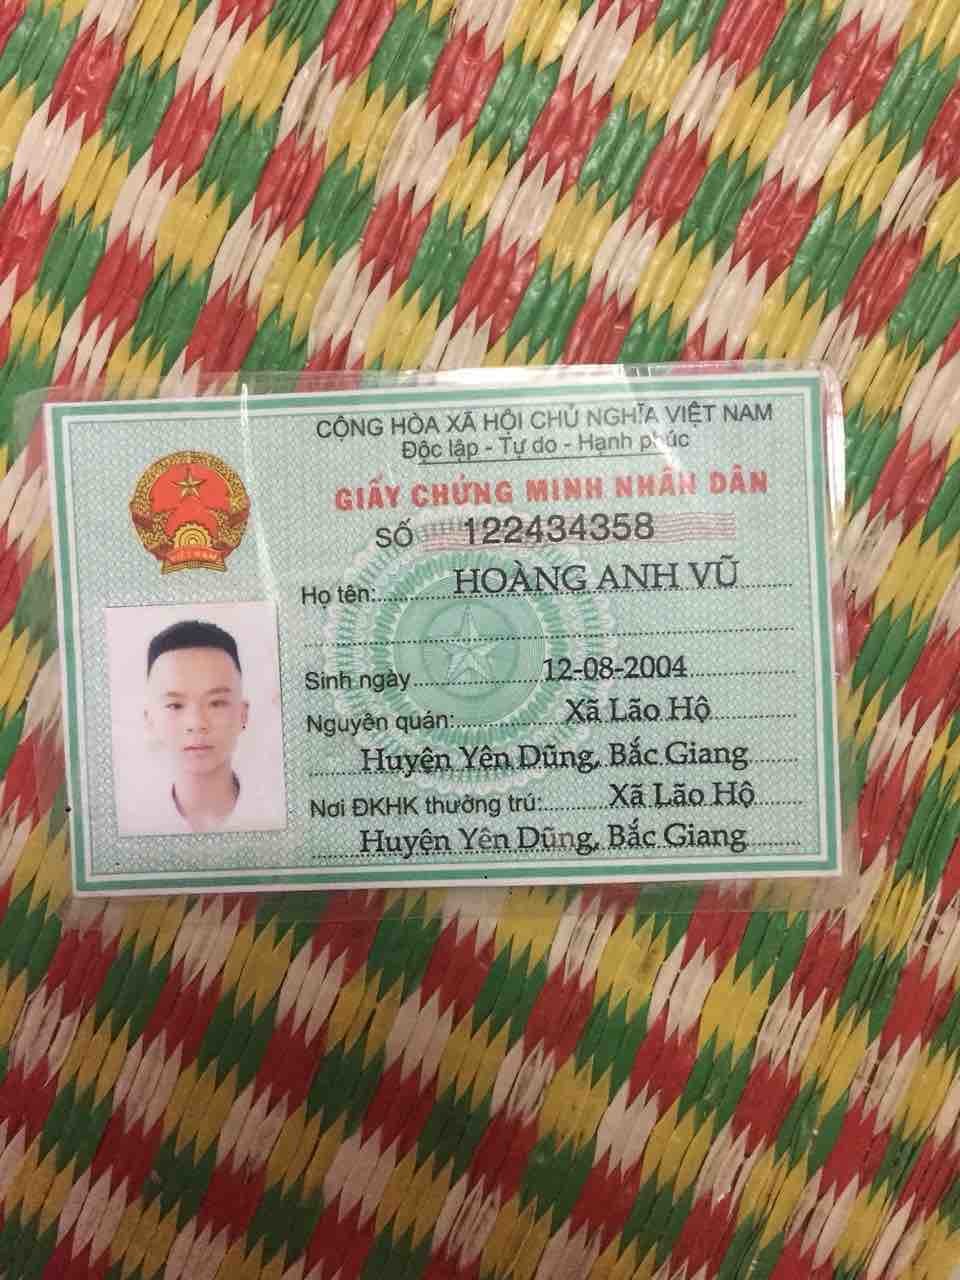 CỘNG HÒA XÃ HỘI CHỦ NGHĨA VIỆT NAM
Độc lập - Tự do - Hạnh phúc
GIẤY CHỨNG MINH NHÂN DÂN
SỐ 122434358
Họ tên: HOÀNG ANH VŨ
Sinh ngày 12-08-2004
Nguyên quán: Xã Lão Hộ
Huyện Yên Dũng, Bắc Giang
Nơi ĐKHK thường trú: Xã Lão Hộ
Huyện Yên Dũng, Bắc Giang
VIỆT NAM